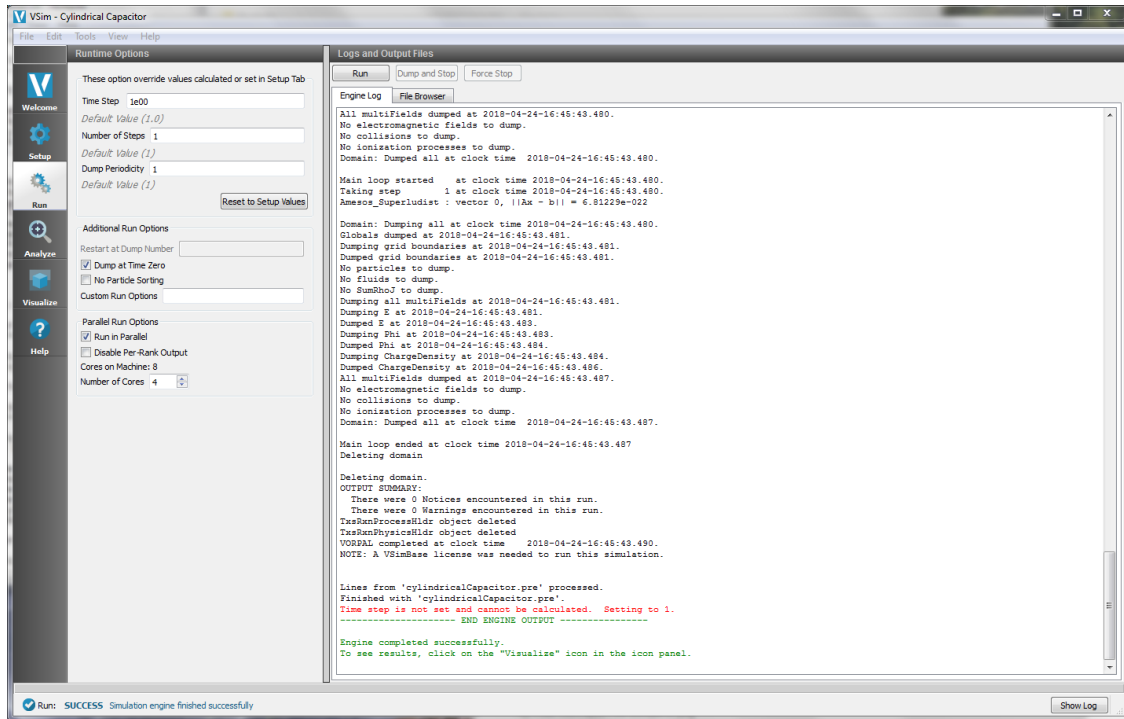 VSim - Cylindrical Capacitor
File Edit Tools View Help
Runtime Options
Logs and Output Files
Welcome
Setup
Run
Analyze
Visualize
Help
These option override values calculated or set in Setup Tab
Time Step 1e00
Default Value (1.0)
Number of Steps 1
Default Value (1)
Dump Periodicity 1
Default Value (1)
Reset to Setup Values
Additional Run Options
Restart at Dump Number
Dump at Time Zero
No Particle Sorting
Custom Run Options
Parallel Run Options
Run in Parallel
Disable Per-Rank Output
Cores on Machine: 8
Number of Cores 4
Run Dump and Stop Force Stop
Engine Log File Browser
All multiFields dumped at 2018-04-24-16:45:43.480.
No electromagnetic fields to dump.
No collisions to dump.
No ionization processes to dump.
Domain: Dumped all at clock time 2018-04-24-16:45:43.480.
Main loop started at clock time 2018-04-24-16:45:43.480.
Taking step 1 at clock time 2018-04-24-16:45:43.480.
Amesos_Superludist : vector 0, ||Ax - b|| = 6.81229e-022
Domain: Dumping all at clock time 2018-04-24-16:45:43.480.
Globals dumped at 2018-04-24-16:45:43.481.
Dumping grid boundaries at 2018-04-24-16:45:43.481.
Dumped grid boundaries at 2018-04-24-16:45:43.481.
No particles to dump.
No fluids to dump.
No SumRhoJ to dump.
Dumping all multiFields at 2018-04-24-16:45:43.481.
Dumping E at 2018-04-24-16:45:43.481.
Dumped E at 2018-04-24-16:45:43.483.
Dumping Phi at 2018-04-24-16:45:43.483.
Dumped Phi at 2018-04-24-16:45:43.484.
Dumping ChargeDensity at 2018-04-24-16:45:43.484.
Dumped ChargeDensity at 2018-04-24-16:45:43.486.
All multiFields dumped at 2018-04-24-16:45:43.487.
No electromagnetic fields to dump.
No collisions to dump.
No ionization processes to dump.
Domain: Dumped all at clock time 2018-04-24-16:45:43.487.
Main loop ended at clock time 2018-04-24-16:45:43.487
Deleting domain
Deleting domain.
OUTPUT SUMMARY:
There were 0 Notices encountered in this run.
There were 0 Warnings encountered in this run.
TxsRxnProcessHldr object deleted
TxsRxnPhysicsHldr object deleted
VORPAL completed at clock time 2018-04-24-16:45:43.490.
NOTE: A VSimBase license was needed to run this simulation.
Lines from 'cylindricalCapacitor.pre' processed.
Finished with 'cylindricalCapacitor.pre'.
Time step is not set and cannot be calculated. Setting to 1.
--------------------- END ENGINE OUTPUT ----------------
Engine completed successfully.
To see results, click on the "Visualize" icon in the icon panel.
Run: SUCCESS Simulation engine finished successfully
Show Log